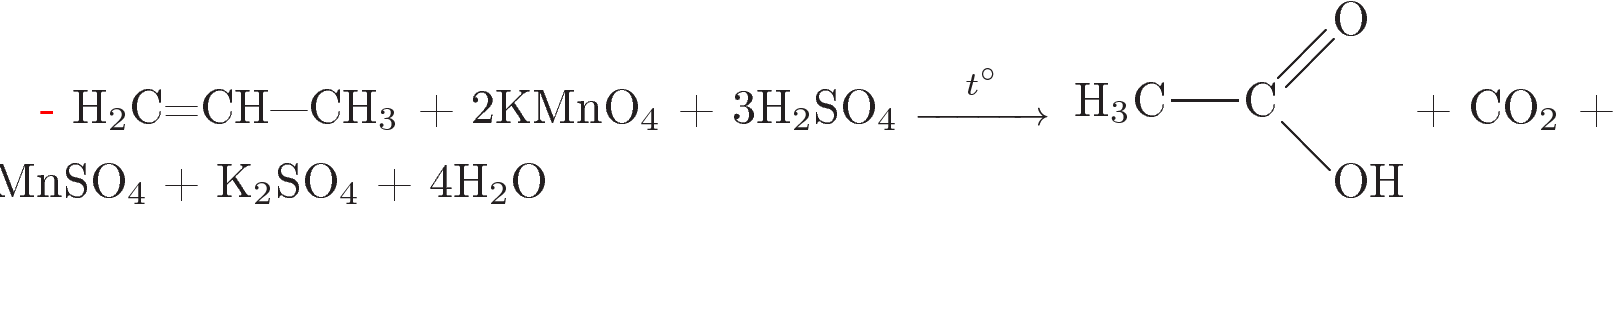 - H₂C=CH—CH₃ + 2KMnO₄ + 3H₂SO₄ —t°→ H₃C—C(=O)—OH + CO₂ +
MnSO₄ + K₂SO₄ + 4H₂O